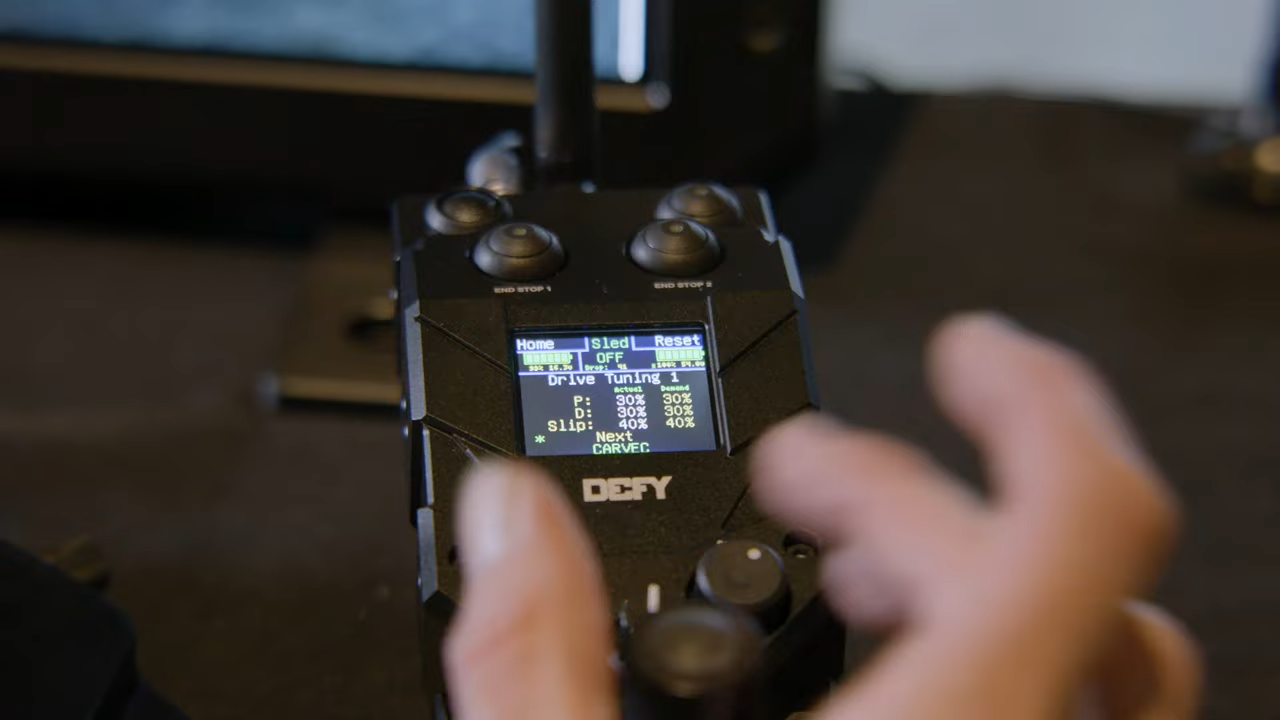 END STOP 1 END STOP 2
Home Sled Reset
OFF
Drive Tuning 1
Actual Demand
P: 30% 30%
D: 30% 30%
Slip: 40% 40%
* Next
CARVEC
DEFY